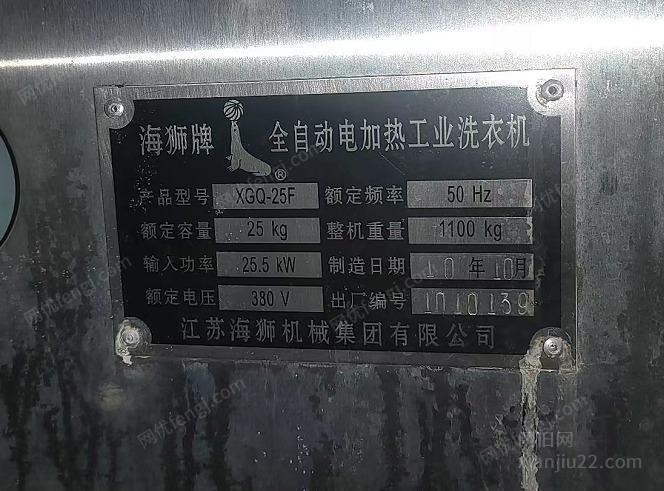 海狮牌 ® 全自动电加热工业洗衣机
产品型号 XGQ-25F 额定频率 50 Hz
额定容量 25 kg 整机重量 1100 kg
输入功率 25.5 kW 制造日期 10 年 10 月
额定电压 380 V 出厂编号 1010139
江苏海狮机械集团有限公司
xianjiu22.com